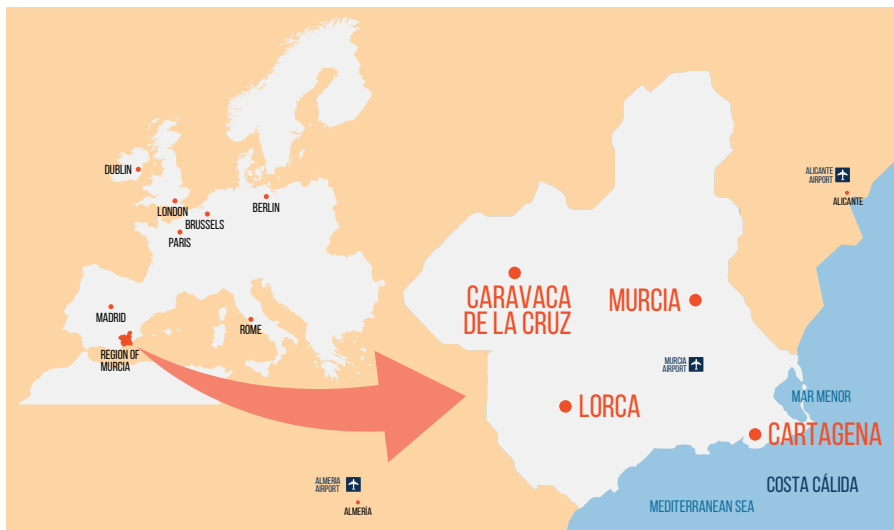 DUBLIN
LONDON
BERLIN
BRUSSELS
PARIS
MADRID
ROME
REGION OF
MURCIA
ALMERIA
AIRPORT
ALMERÍA
ALICANTE
AIRPORT
ALICANTE
CARAVACA
DE LA CRUZ
MURCIA
MURCIA
AIRPORT
LORCA
MAR MENOR
CARTAGENA
COSTA CÁLIDA
MEDITERRANEAN SEA